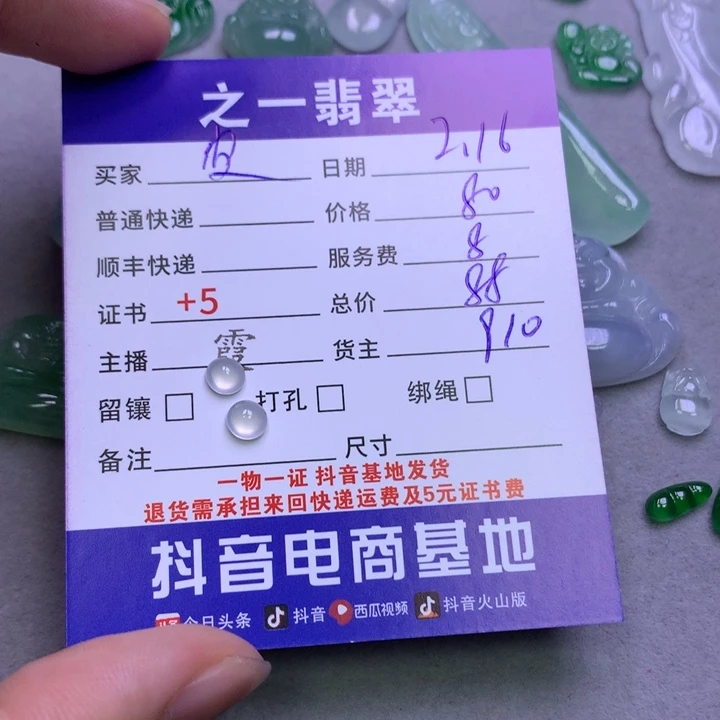 之一翡翠
买家 日期 2.16
普通快递 价格 80
顺丰快递 服务费 8
证书 +5 总价 88
主播 霞 货主 910
留镶 打孔 绑绳
备注 尺寸
一物一证 抖音基地发货
退货需承担来回快递运费及5元证书费
抖音电商基地
头条 今日头条 抖音 西瓜视频 抖音火山版